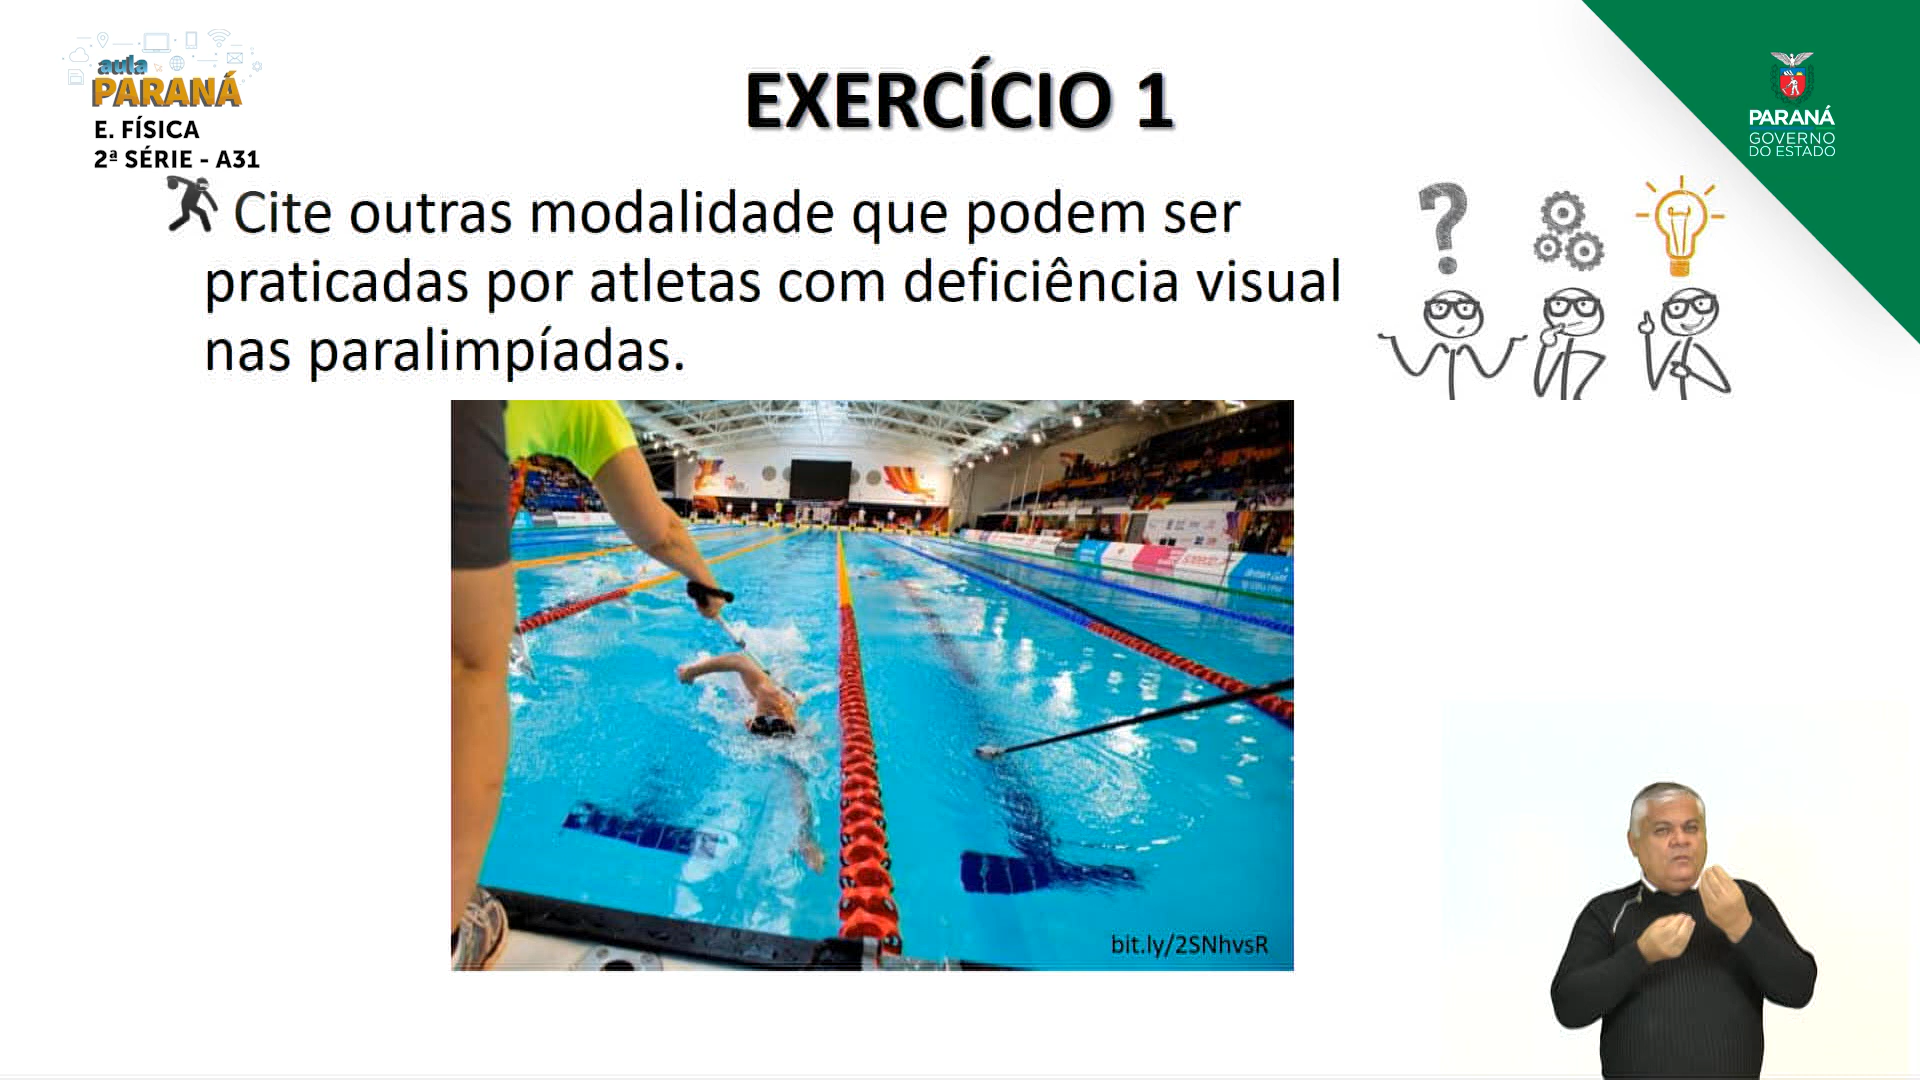 aula
PARANÁ
E. FÍSICA
2ª SÉRIE - A31
EXERCÍCIO 1
PARANÁ
GOVERNO
DO ESTADO
Cite outras modalidade que podem ser
praticadas por atletas com deficiência visual
nas paralimpíadas.
?
bit.ly/2SNhvsR